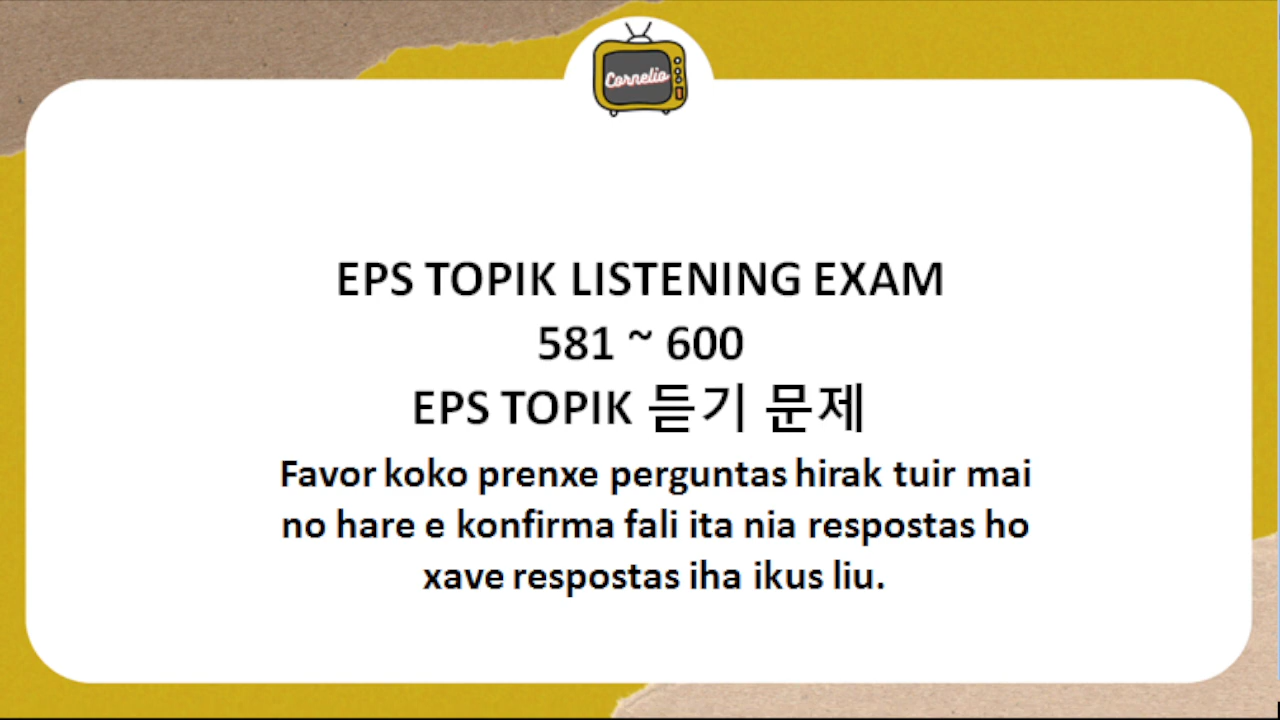 Cornelio
EPS TOPIK LISTENING EXAM
581 ~ 600
EPS TOPIK 듣기 문제
Favor koko prenxe perguntas hirak tuir mai
no hare e konfirma fali ita nia respostas ho
xave respostas iha ikus liu.